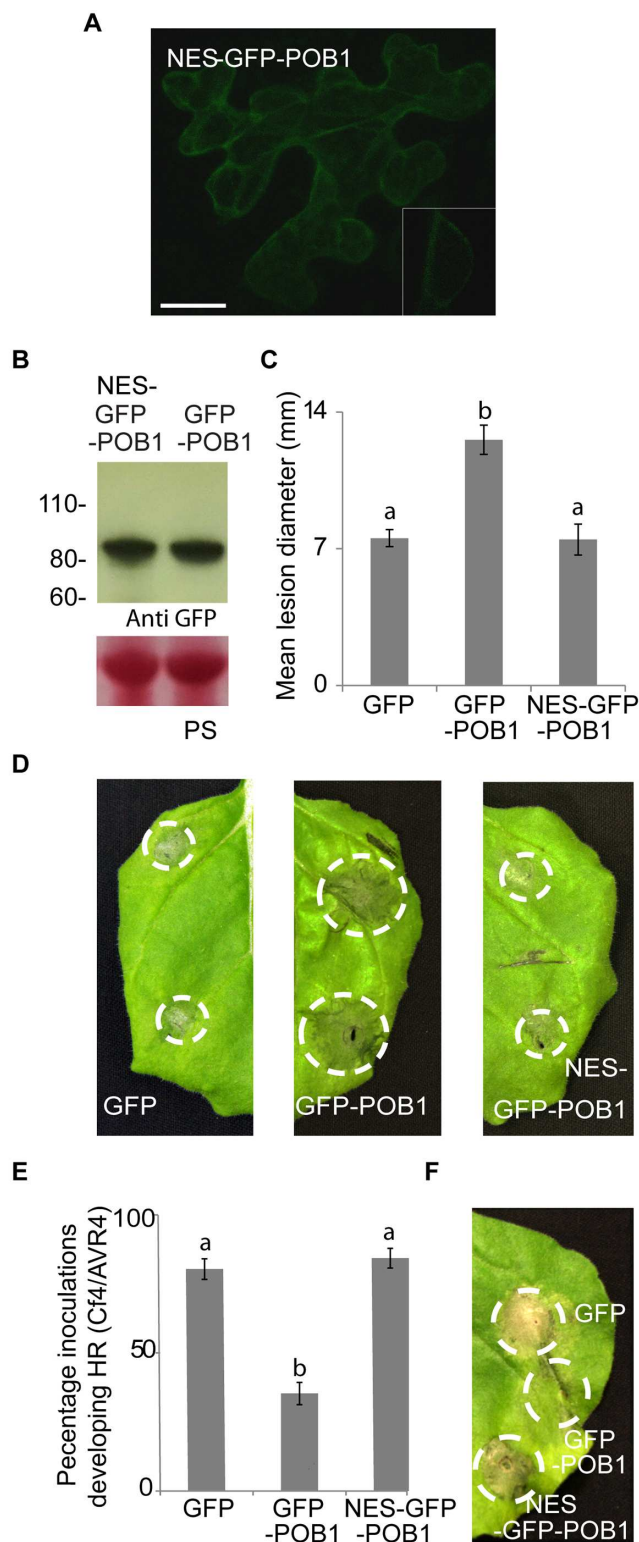 A
NES-GFP-POB1
B
NES-
GFP
-POB1
GFP
-POB1
110-
80-
60-
Anti GFP
PS
C
Mean lesion diameter (mm)
14
7
0
a
b
a
GFP
GFP
-POB1
NES-GFP
-POB1
D
GFP
GFP-POB1
NES-
GFP-POB1
E
Pecentage inoculations
developing HR (Cf4/AVR4)
100
50
0
a
b
a
GFP
GFP
-POB1
NES-GFP
-POB1
F
GFP
GFP
-POB1
NES
-GFP-POB1